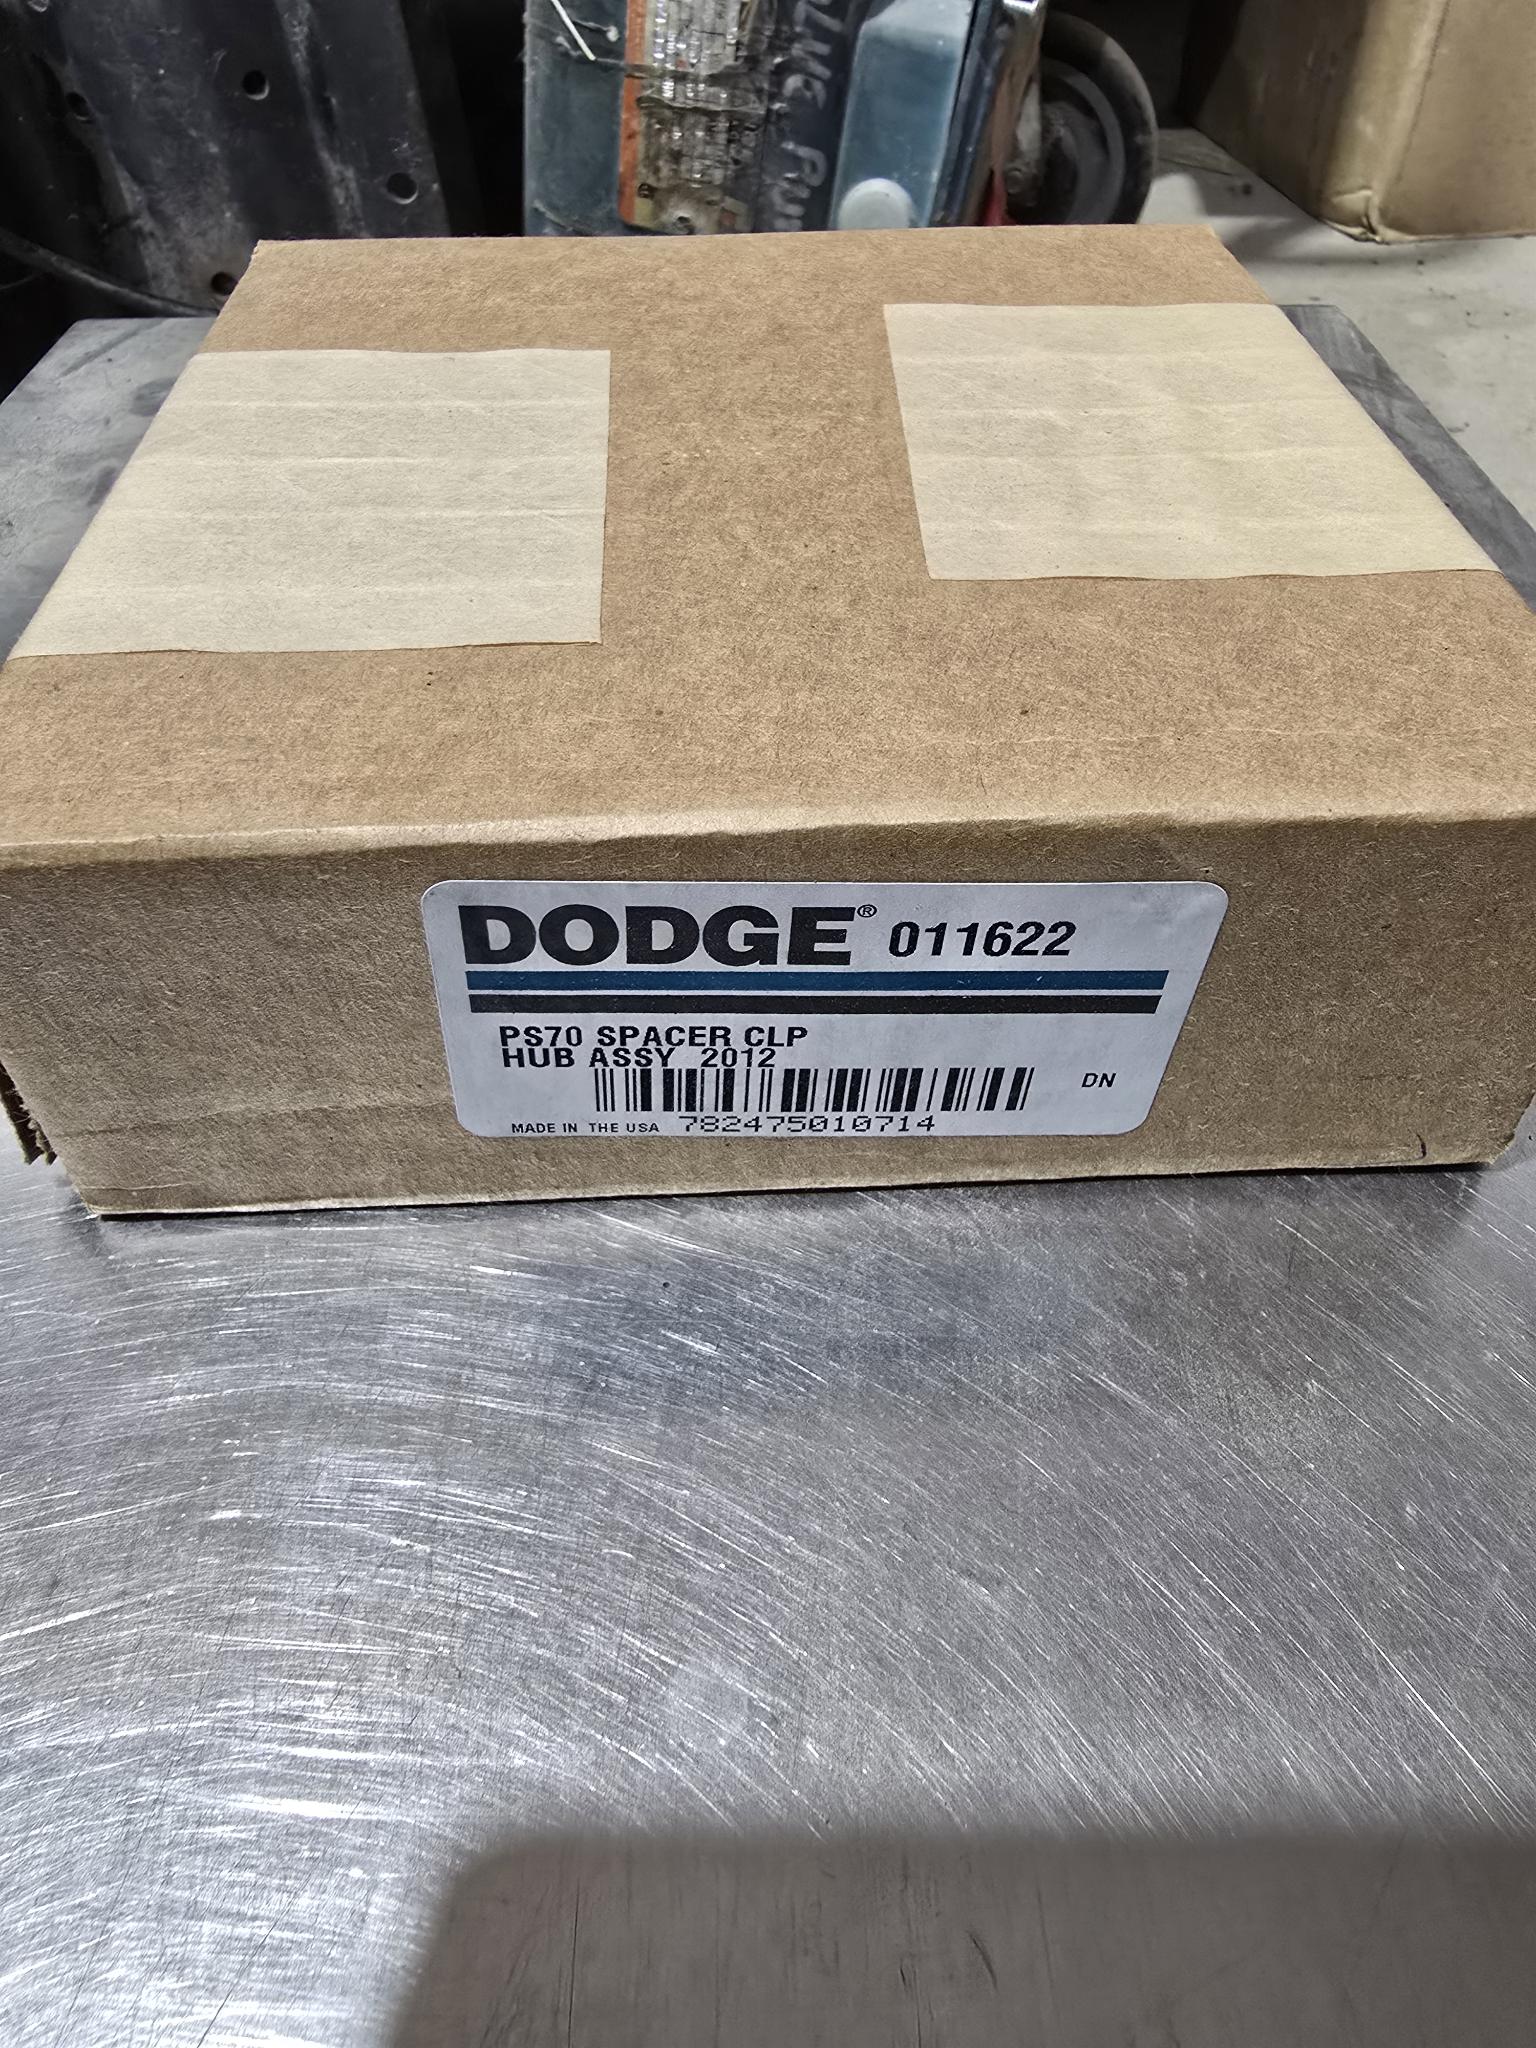 DODGE® 011622
PS70 SPACER CLP
HUB ASSY 2012
DN
MADE IN THE USA 782475010714